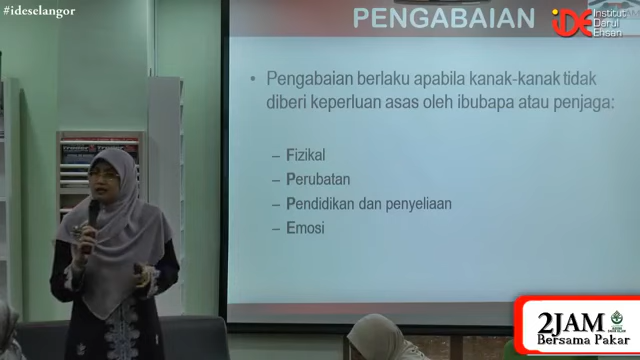 #ideselangor
PENGABAIAN
iDE
Institut
Darul
Ehsan
• Pengabaian berlaku apabila kanak-kanak tidak
diberi keperluan asas oleh ibubapa atau penjaga:
– Fizikal
– Perubatan
– Pendidikan dan penyeliaan
– Emosi
2JAM
Bersama Pakar